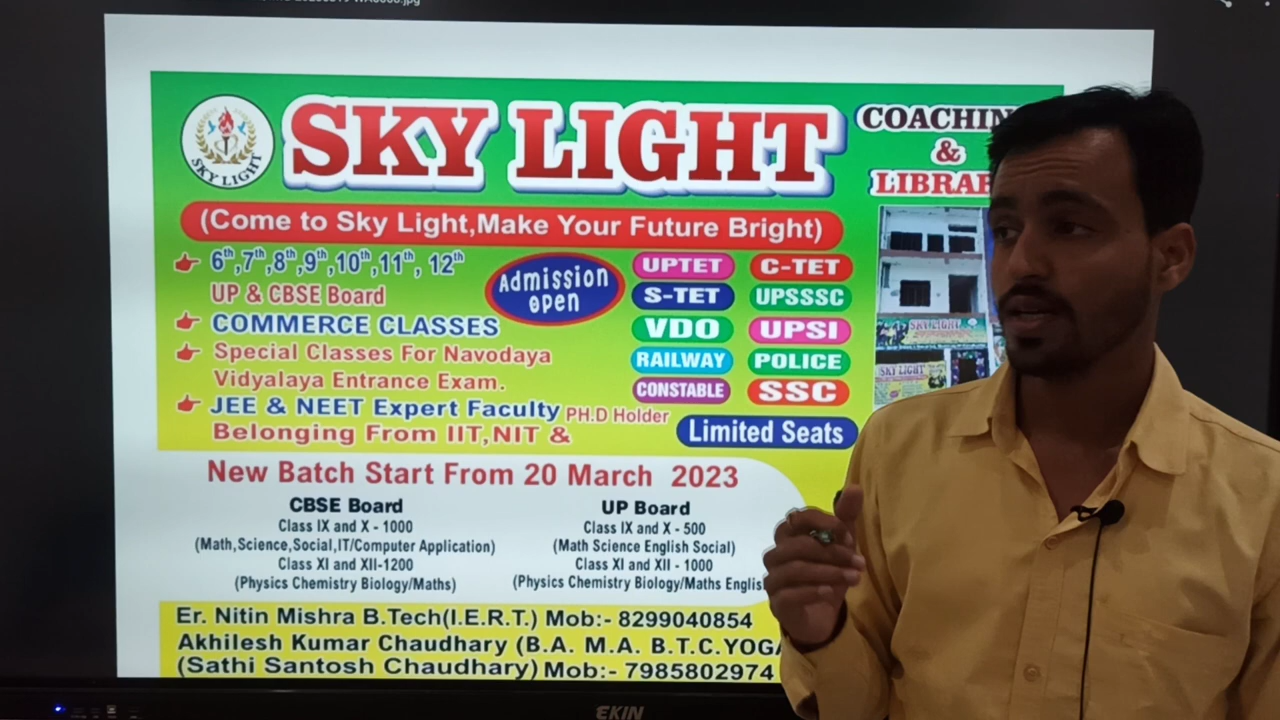 SKY LIGHT
SKY LIGHT
COACHIN
&
LIBRAR
(Come to Sky Light,Make Your Future Bright)
6th,7th,8th,9th,10th,11th, 12th
UP & CBSE Board
COMMERCE CLASSES
Special Classes For Navodaya
Vidyalaya Entrance Exam.
JEE & NEET Expert Faculty PH.D Holder
Belonging From IIT,NIT &
Admission
open
UPTET C-TET
S-TET UPSSSC
VDO UPSI
RAILWAY POLICE
CONSTABLE SSC
Limited Seats
SKY LIGHT
SKY LIGHT
New Batch Start From 20 March 2023
CBSE Board
Class IX and X - 1000
(Math,Science,Social,IT/Computer Application)
Class XI and XII-1200
(Physics Chemistry Biology/Maths)
UP Board
Class IX and X - 500
(Math Science English Social)
Class XI and XII - 1000
(Physics Chemistry Biology/Maths Englis
Er. Nitin Mishra B.Tech(I.E.R.T.) Mob:- 8299040854
Akhilesh Kumar Chaudhary (B.A. M.A. B.T.C.YOGA
(Sathi Santosh Chaudhary) Mob:- 7985802974
EKIN